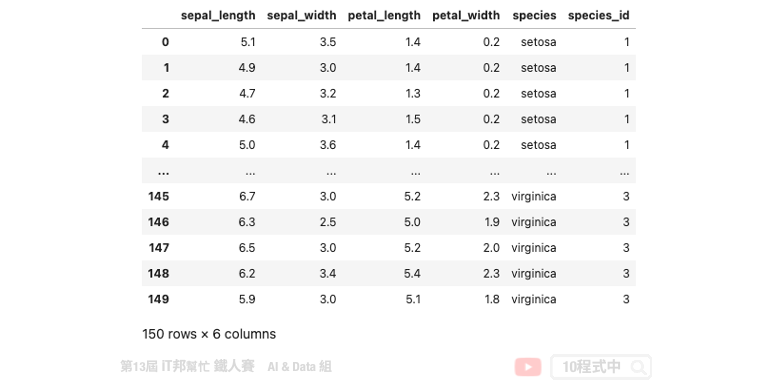 sepal_length sepal_width petal_length petal_width species species_id
0 5.1 3.5 1.4 0.2 setosa 1
1 4.9 3.0 1.4 0.2 setosa 1
2 4.7 3.2 1.3 0.2 setosa 1
3 4.6 3.1 1.5 0.2 setosa 1
4 5.0 3.6 1.4 0.2 setosa 1
... ... ... ... ... ... ...
145 6.7 3.0 5.2 2.3 virginica 3
146 6.3 2.5 5.0 1.9 virginica 3
147 6.5 3.0 5.2 2.0 virginica 3
148 6.2 3.4 5.4 2.3 virginica 3
149 5.9 3.0 5.1 1.8 virginica 3
150 rows × 6 columns
第13屆 IT邦幫忙 鐵人賽 AI & Data 組 10程式中